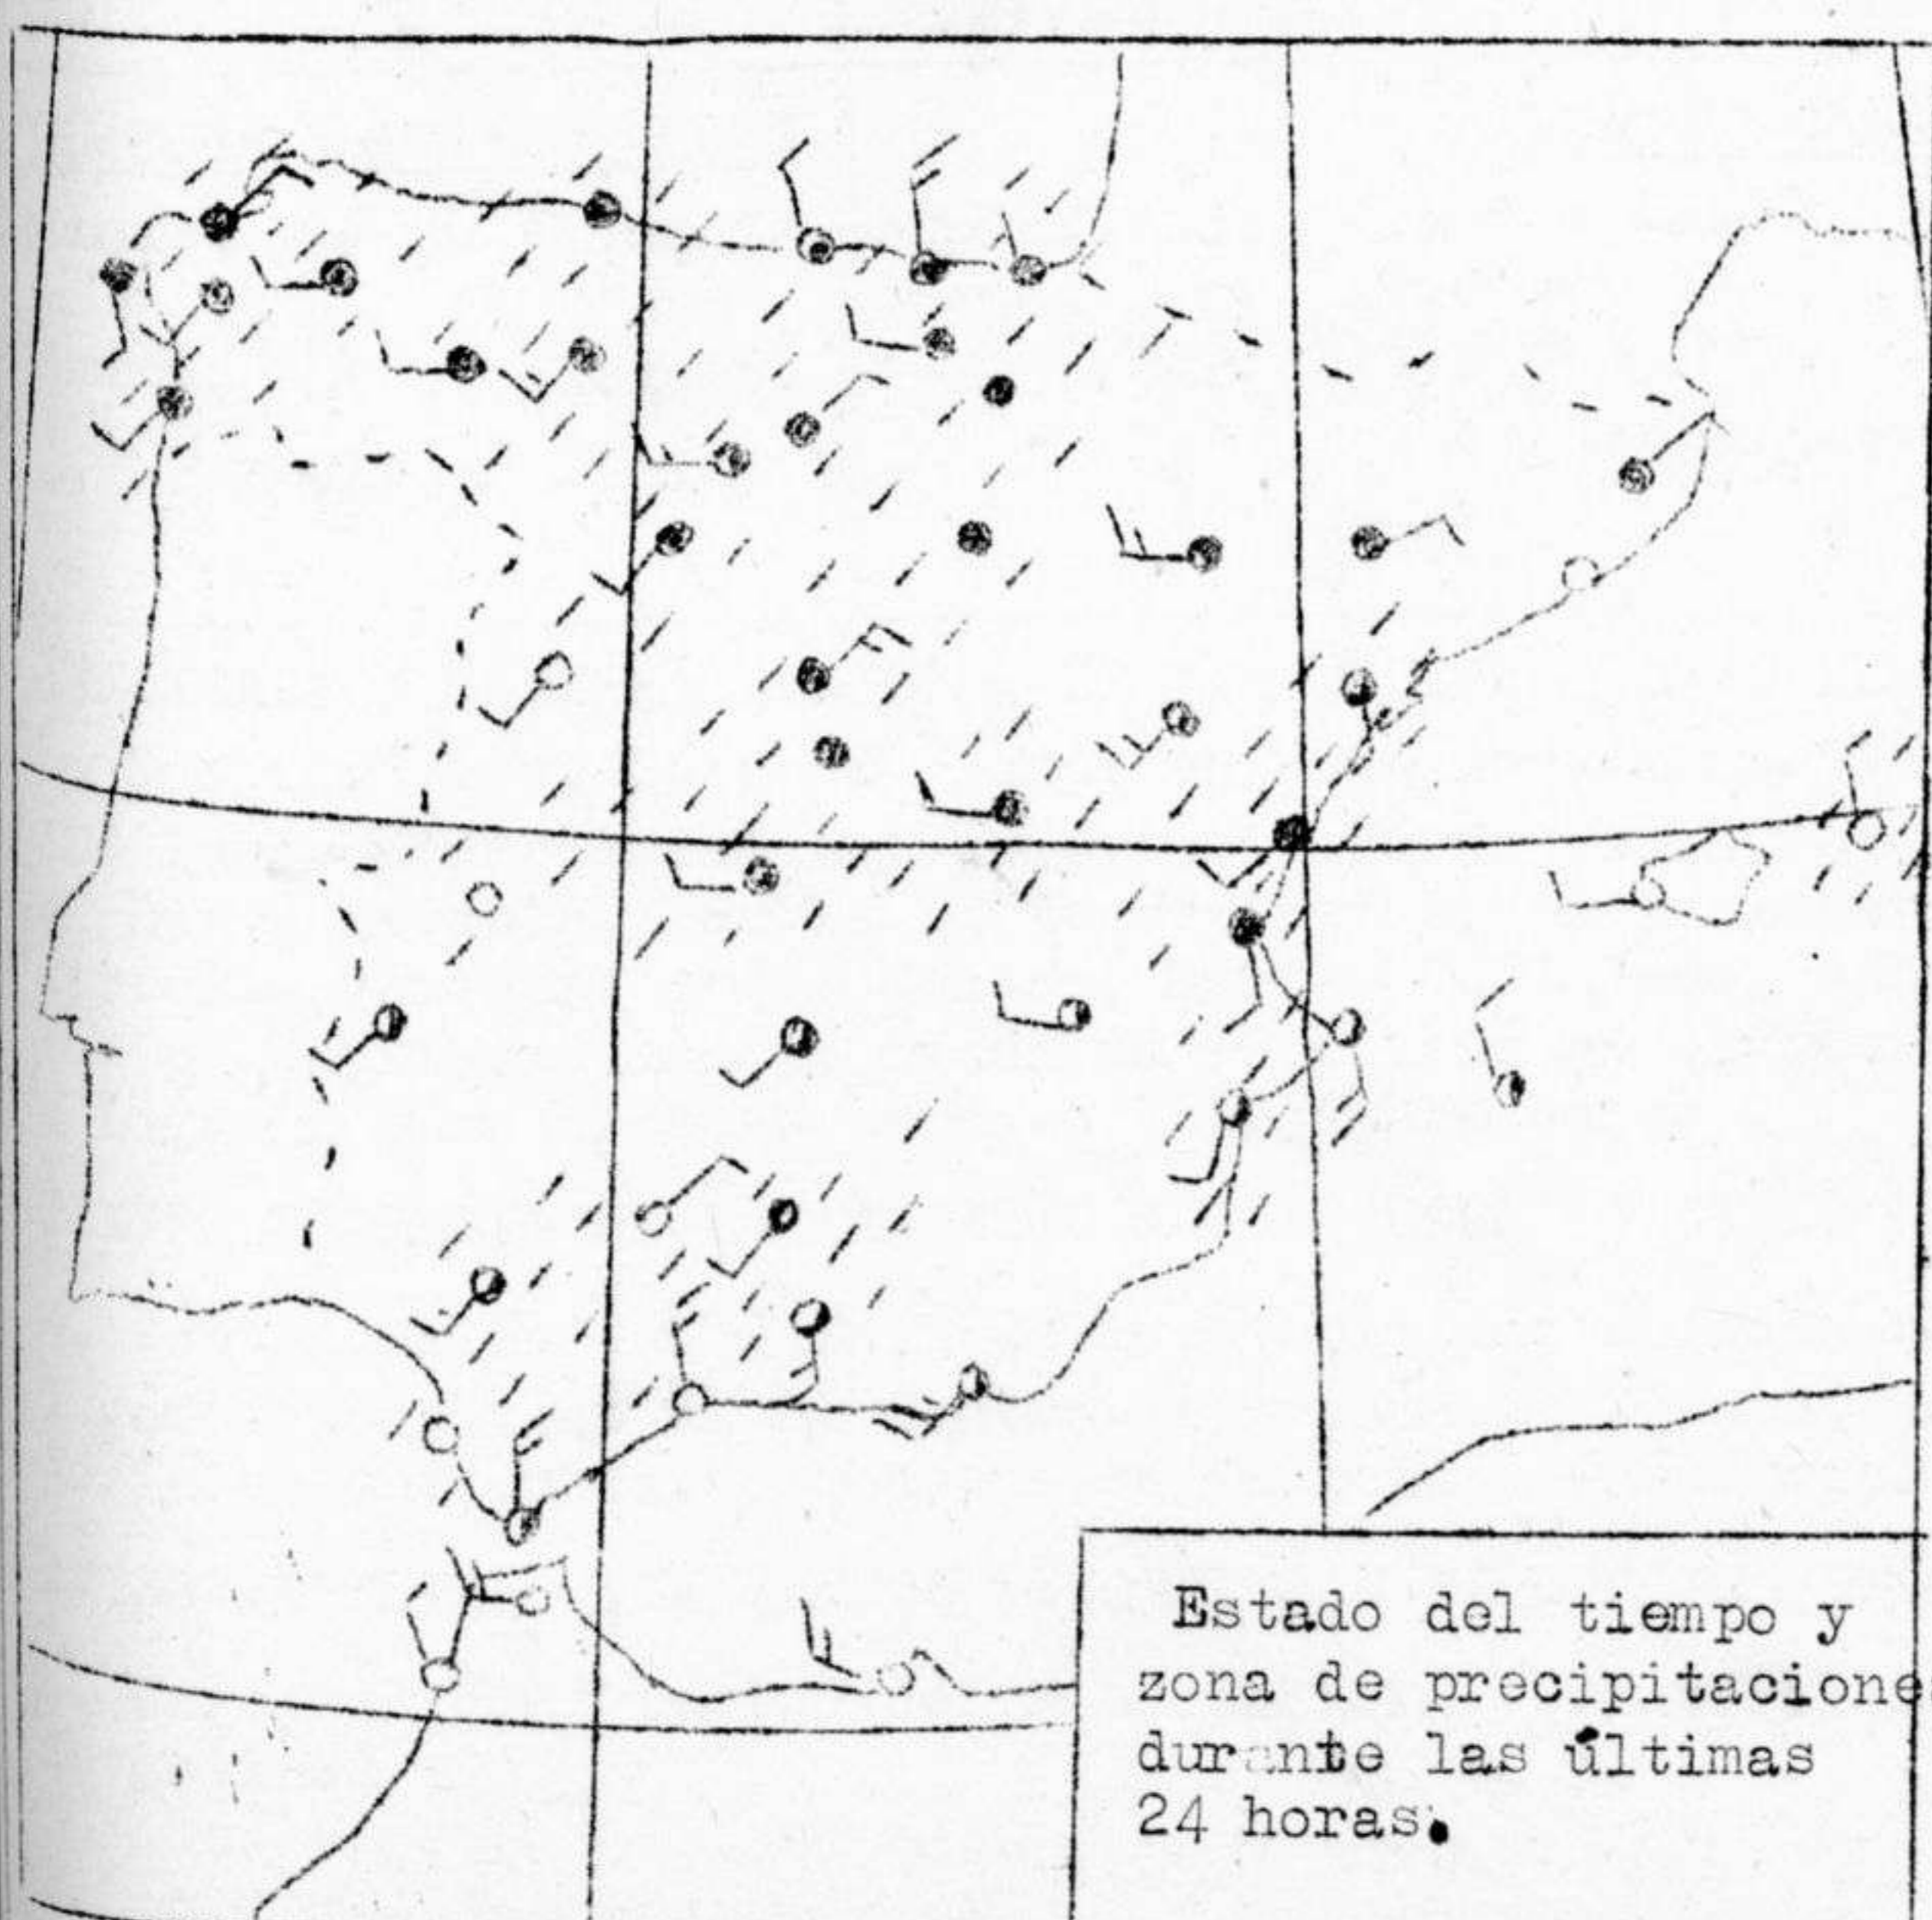 Estado del tiempo y
zona de precipitacione
durante las últimas
24 horas.